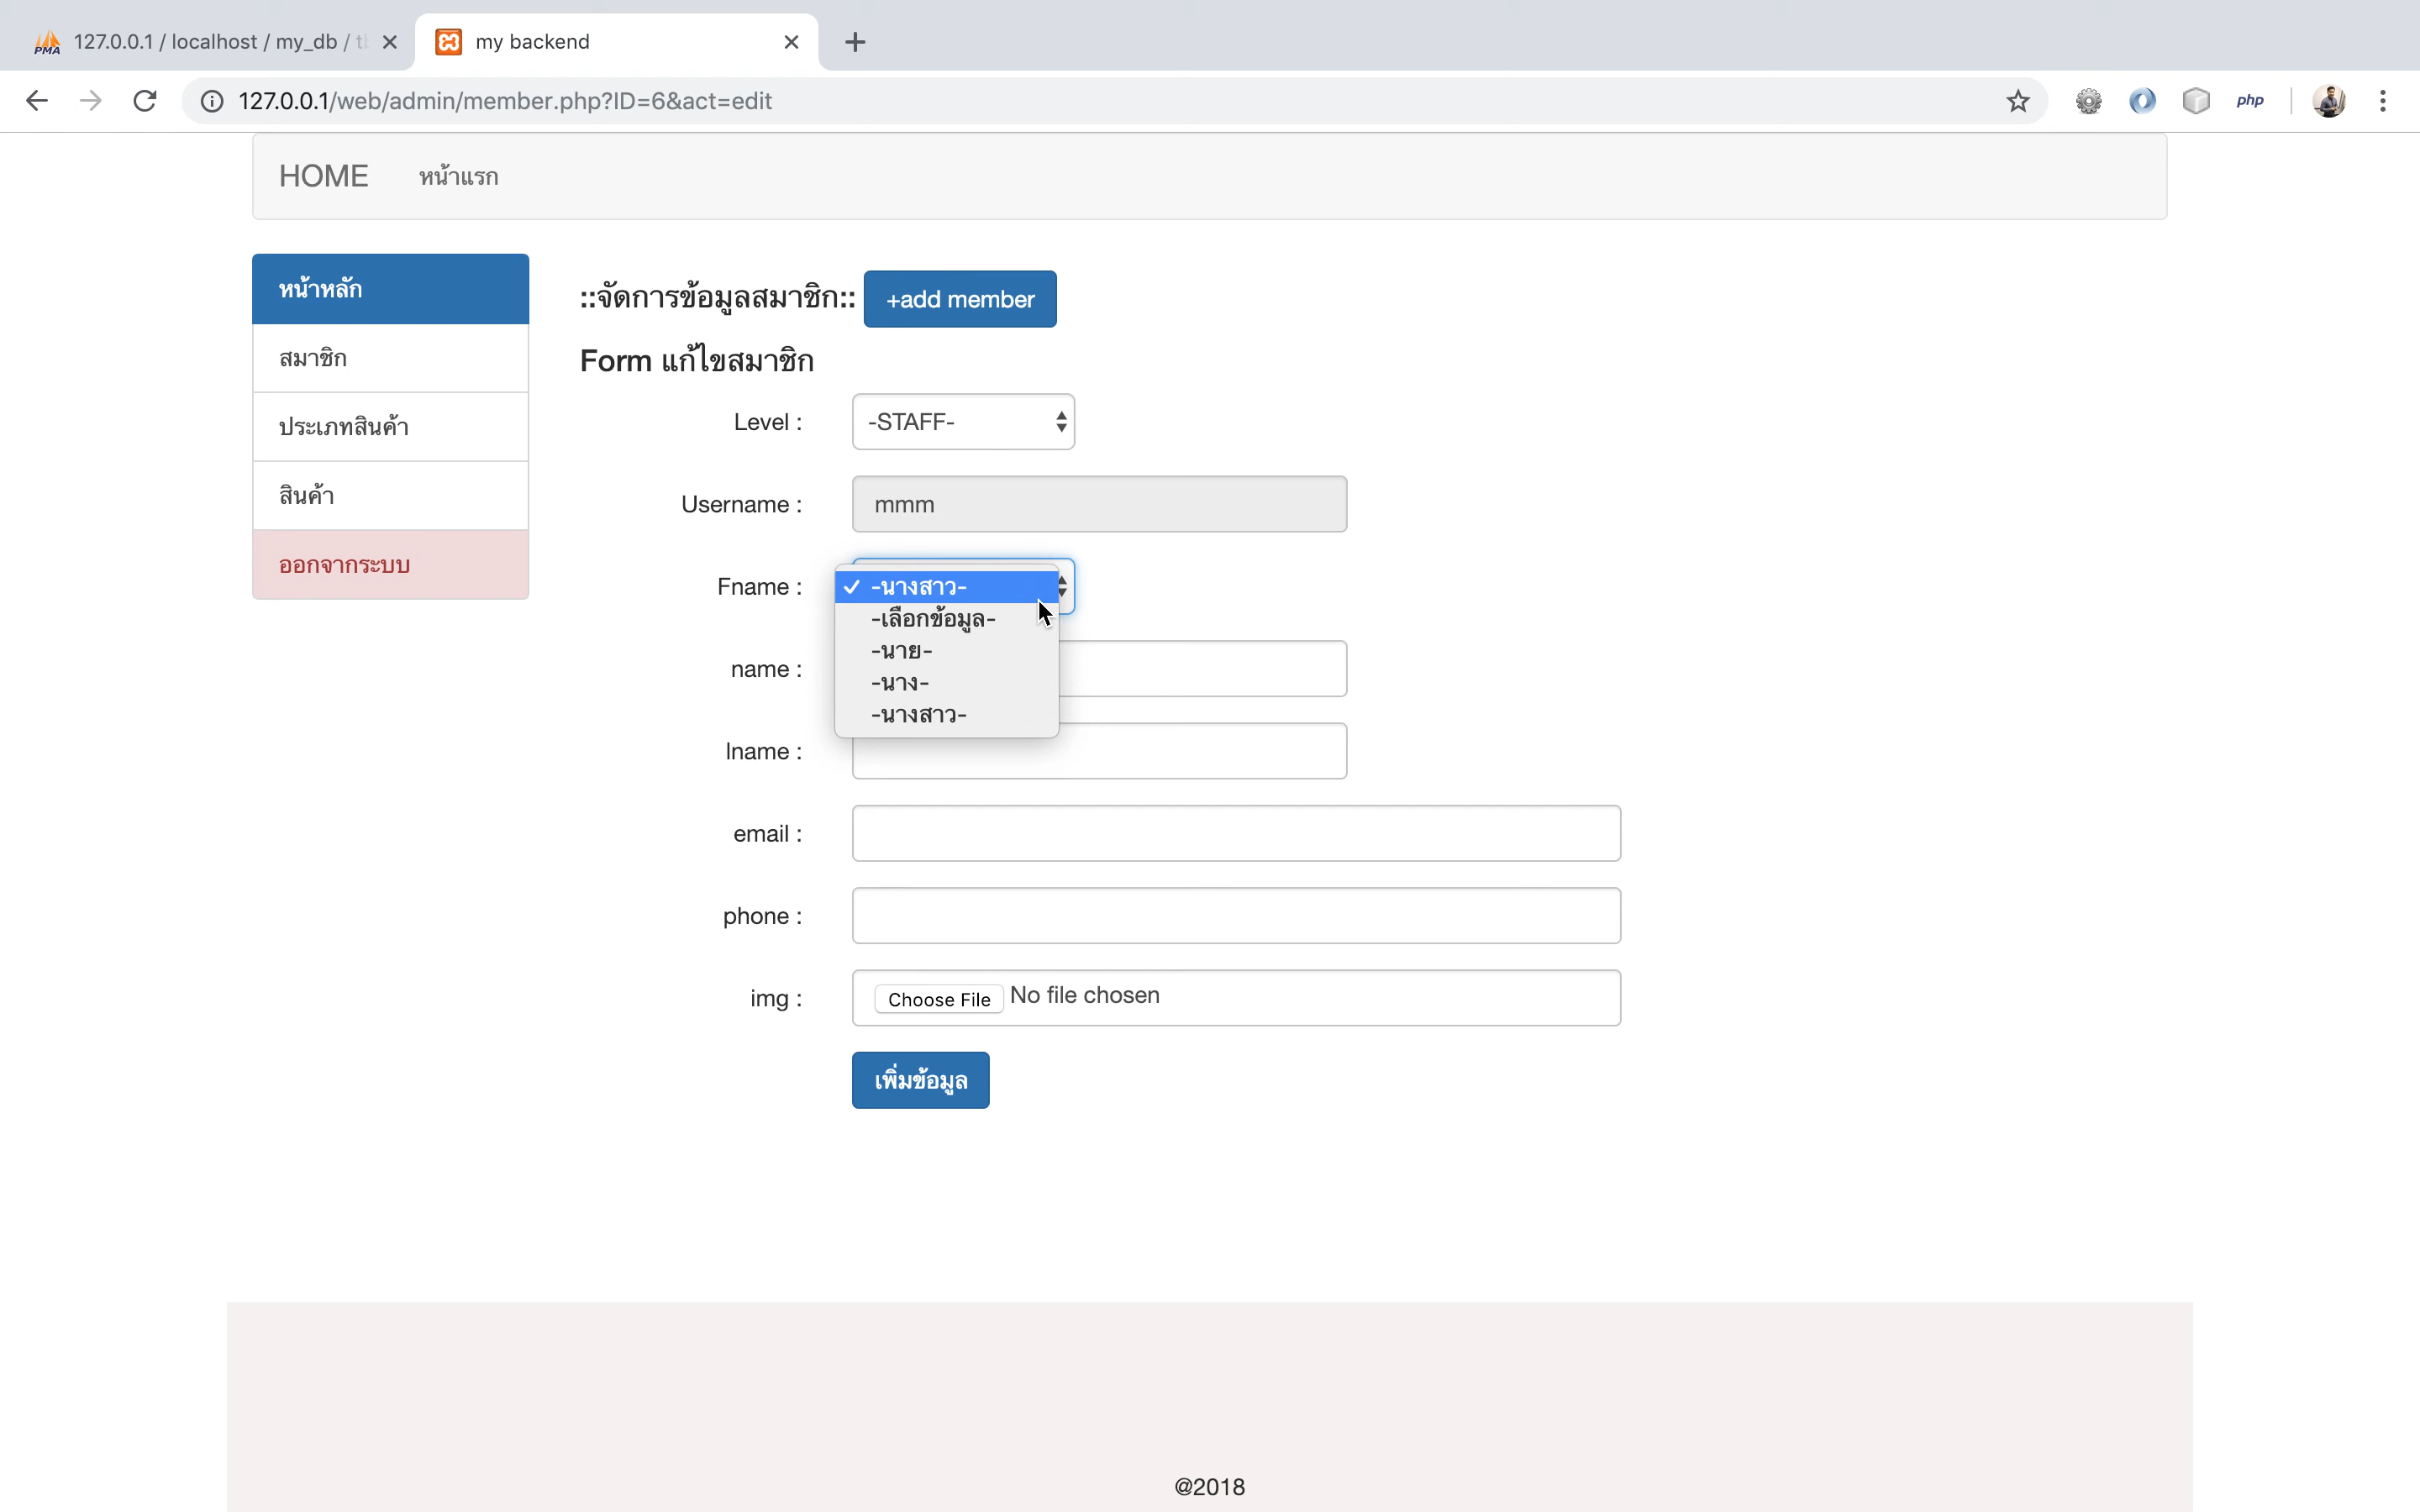 127.0.0.1 / localhost / my_db /
my backend
127.0.0.1/web/admin/member.php?ID=6&act=edit
php
HOME หน้าแรก
หน้าหลัก
สมาชิก
ประเภทสินค้า
สินค้า
ออกจากระบบ
::จัดการข้อมูลสมาชิก:: +add member
Form แก้ไขสมาชิก
Level : -STAFF-
Username : mmm
Fname : -นางสาว-
-เลือกข้อมูล-
-นาย-
-นาง-
-นางสาว-
name :
lname :
email :
phone :
img : Choose File No file chosen
เพิ่มข้อมูล
@2018
PMA